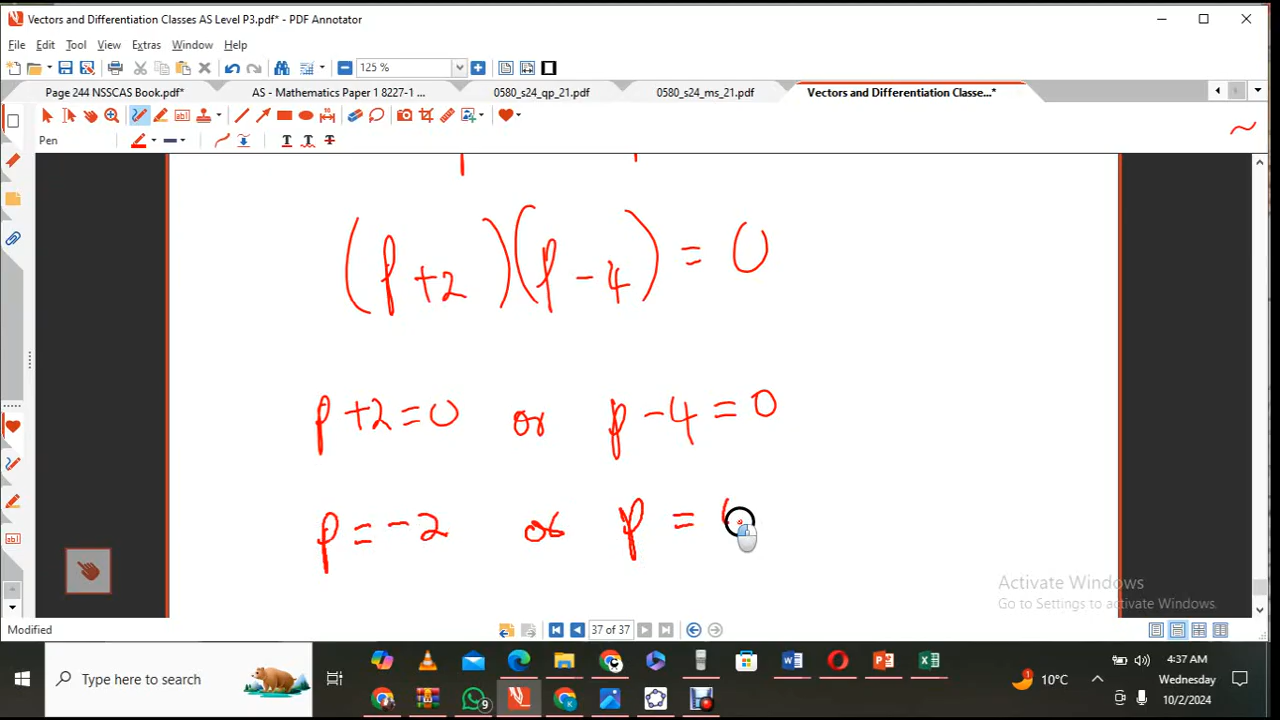 Vectors and Differentiation Classes AS Level P3.pdf* - PDF Annotator
File Edit Tool View Extras Window Help
125 %
Page 244 NSSCAS Book.pdf* AS - Mathematics Paper 1 8227-1 ... 0580_s24_qp_21.pdf 0580_s24_ms_21.pdf Vectors and Differentiation Classe...*
Pen
(p+2)(p-4) = 0
p+2=0 or p-4=0
p=-2 or p =
Activate Windows
Go to Settings to activate Windows.
Modified 37 of 37
Type here to search
9
10°C
4:37 AM
Wednesday
10/2/2024